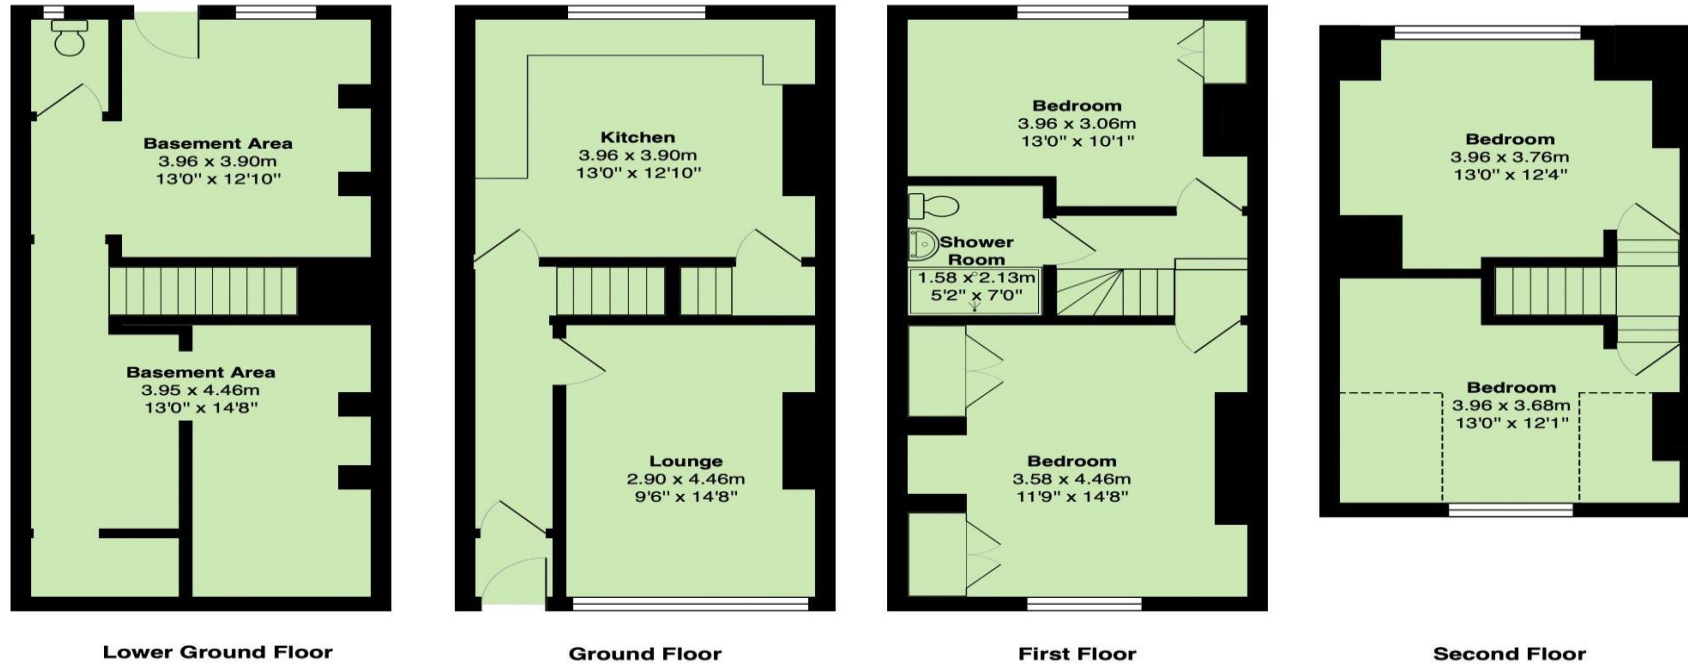 Basement Area
3.96 x 3.90m
13'0" x 12'10"
Basement Area
3.95 x 4.46m
13'0" x 14'8"
Lower Ground Floor
Kitchen
3.96 x 3.90m
13'0" x 12'10"
Lounge
2.90 x 4.46m
9'6" x 14'8"
Ground Floor
Bedroom
3.96 x 3.06m
13'0" x 10'1"
Shower
Room
1.58 x 2.13m
5'2" x 7'0"
Bedroom
3.58 x 4.46m
11'9" x 14'8"
First Floor
Bedroom
3.96 x 3.76m
13'0" x 12'4"
Bedroom
3.96 x 3.68m
13'0" x 12'1"
Second Floor